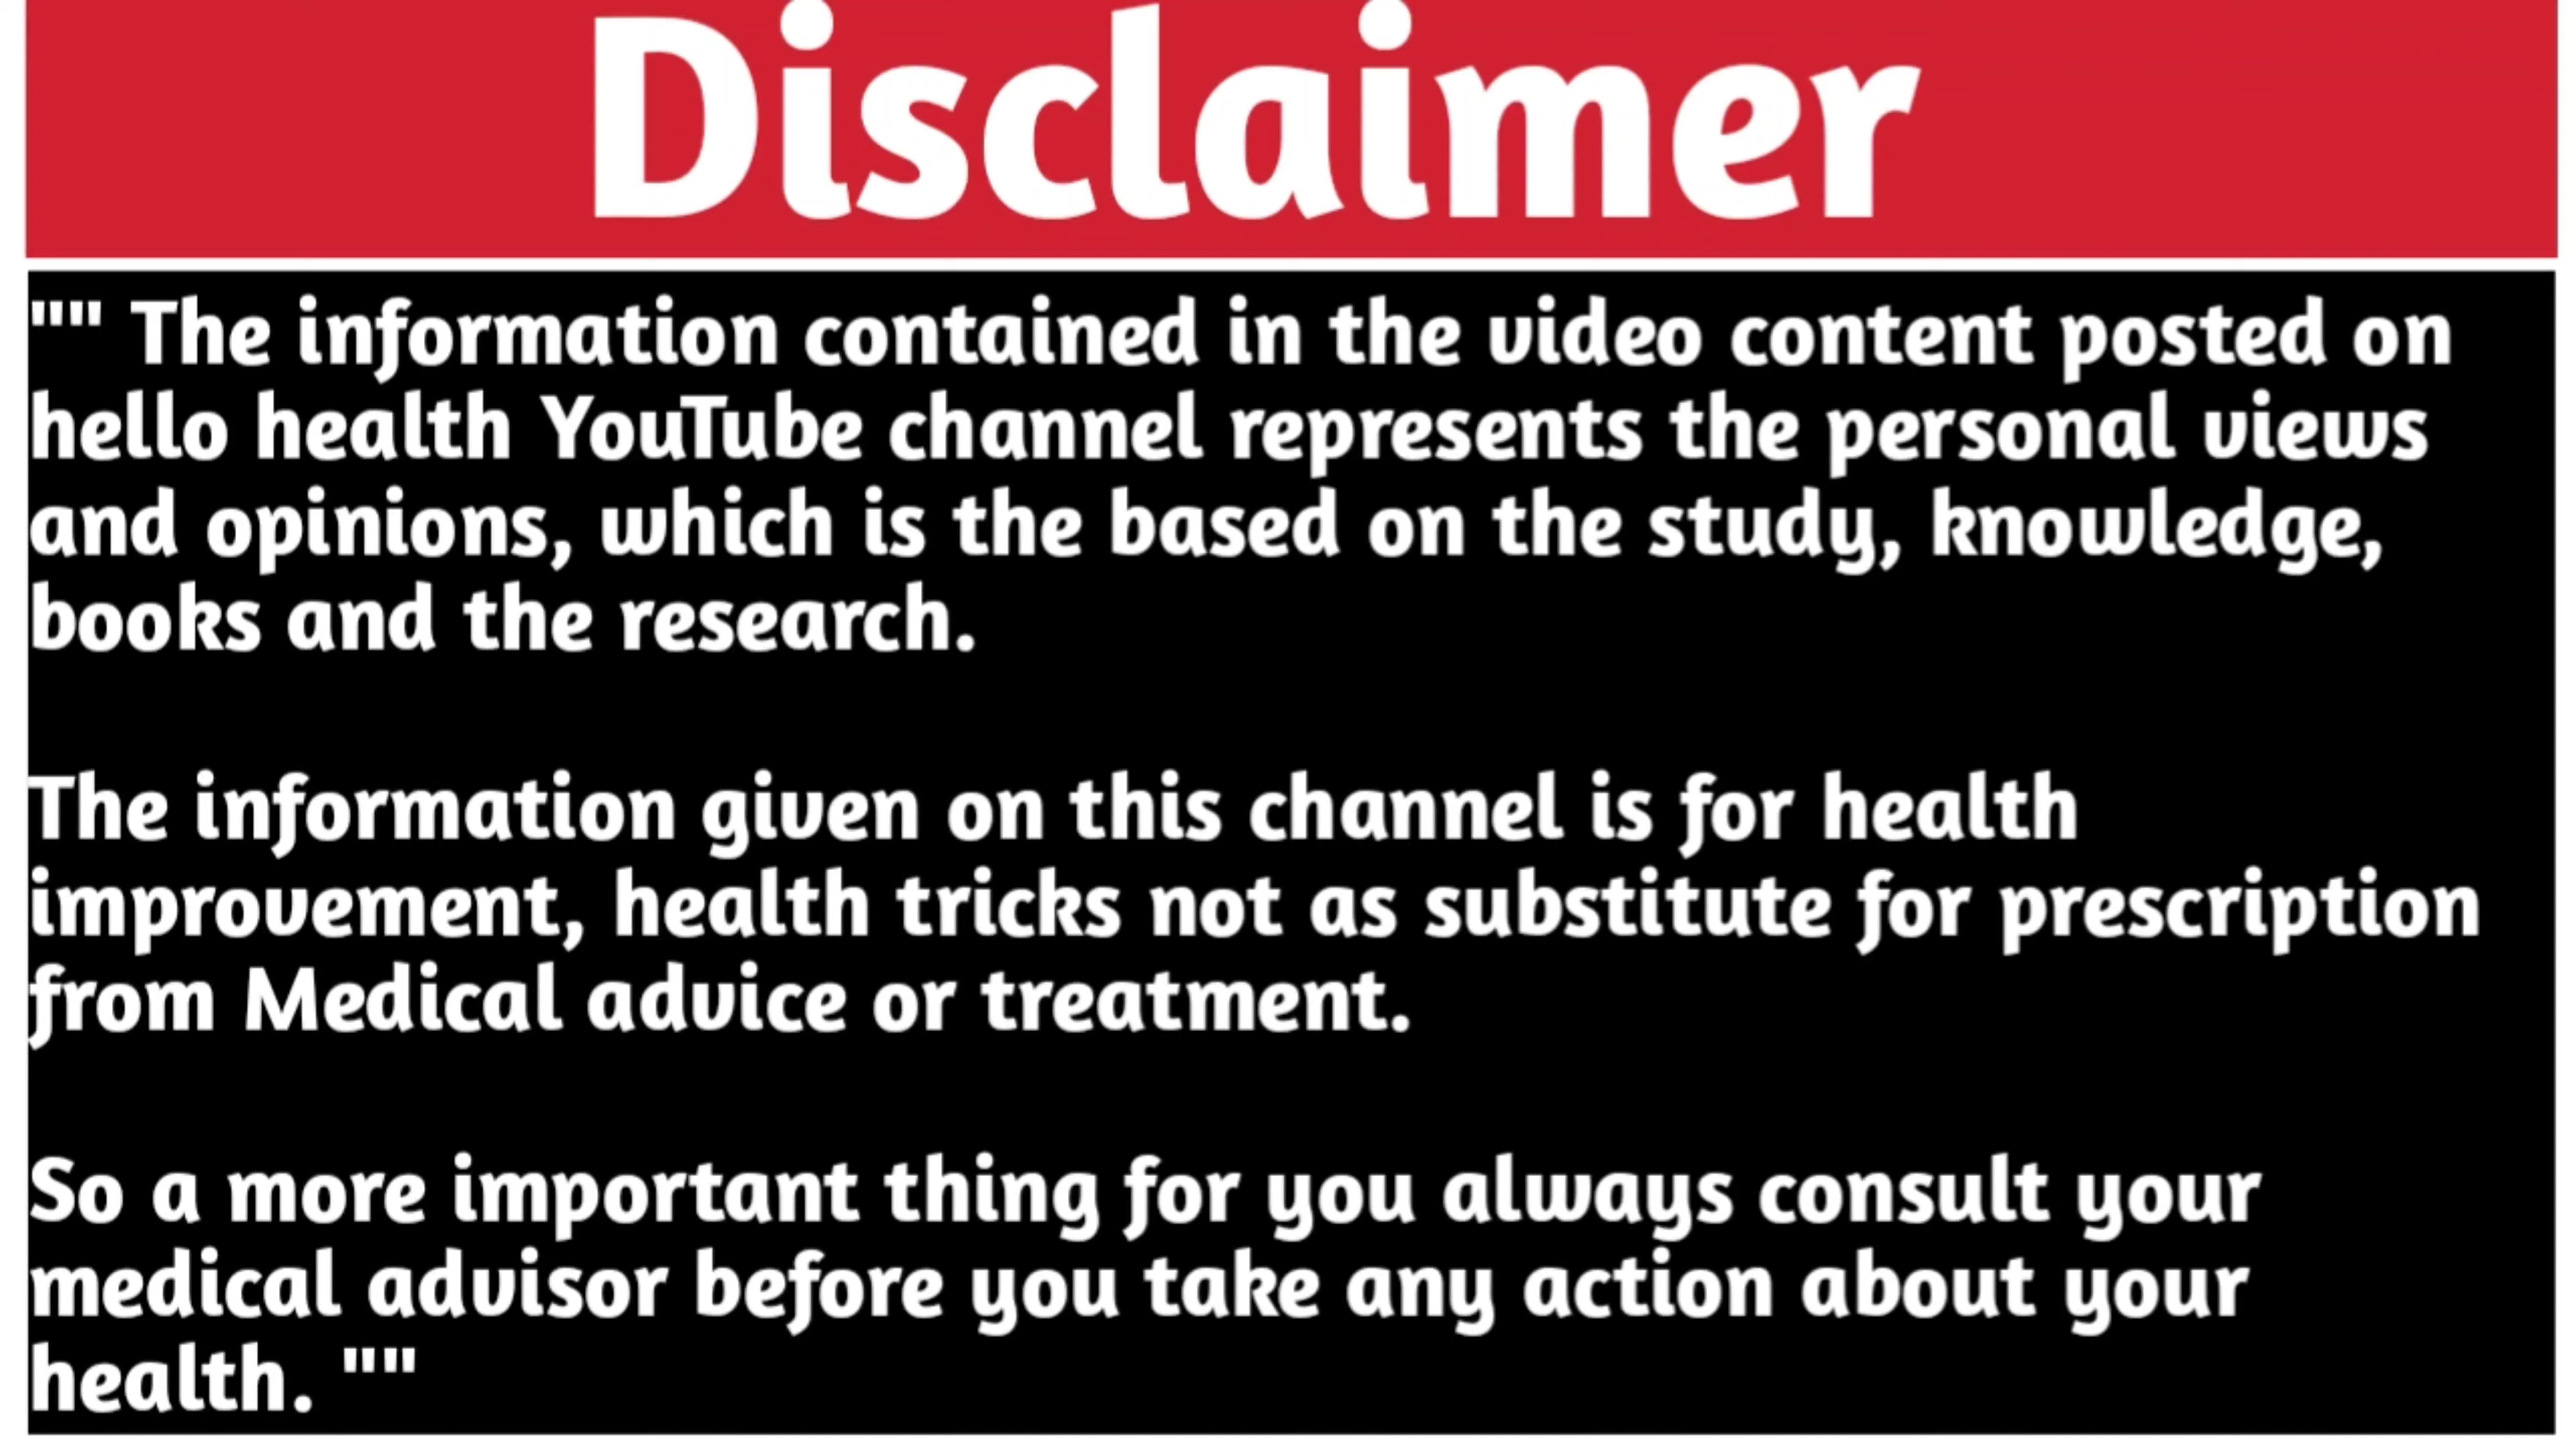 Disclaimer
"" The information contained in the video content posted on
hello health YouTube channel represents the personal views
and opinions, which is the based on the study, knowledge,
books and the research.
The information given on this channel is for health
improvement, health tricks not as substitute for prescription
from Medical advice or treatment.
So a more important thing for you always consult your
medical advisor before you take any action about your
health. ""